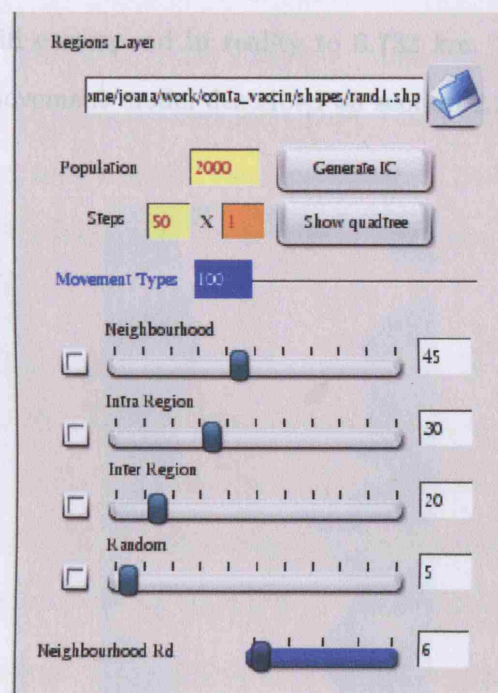 Regions Layer
ome/joana/work/conta_vaccin/shapes/rand1.shp
Population 2000 Generate IC
Steps 50 X 1 Show quadtree
Movement Types 100
Neighbourhood
45
Intra Region
30
Inter Region
20
Random
5
Neighbourhood Rd 6